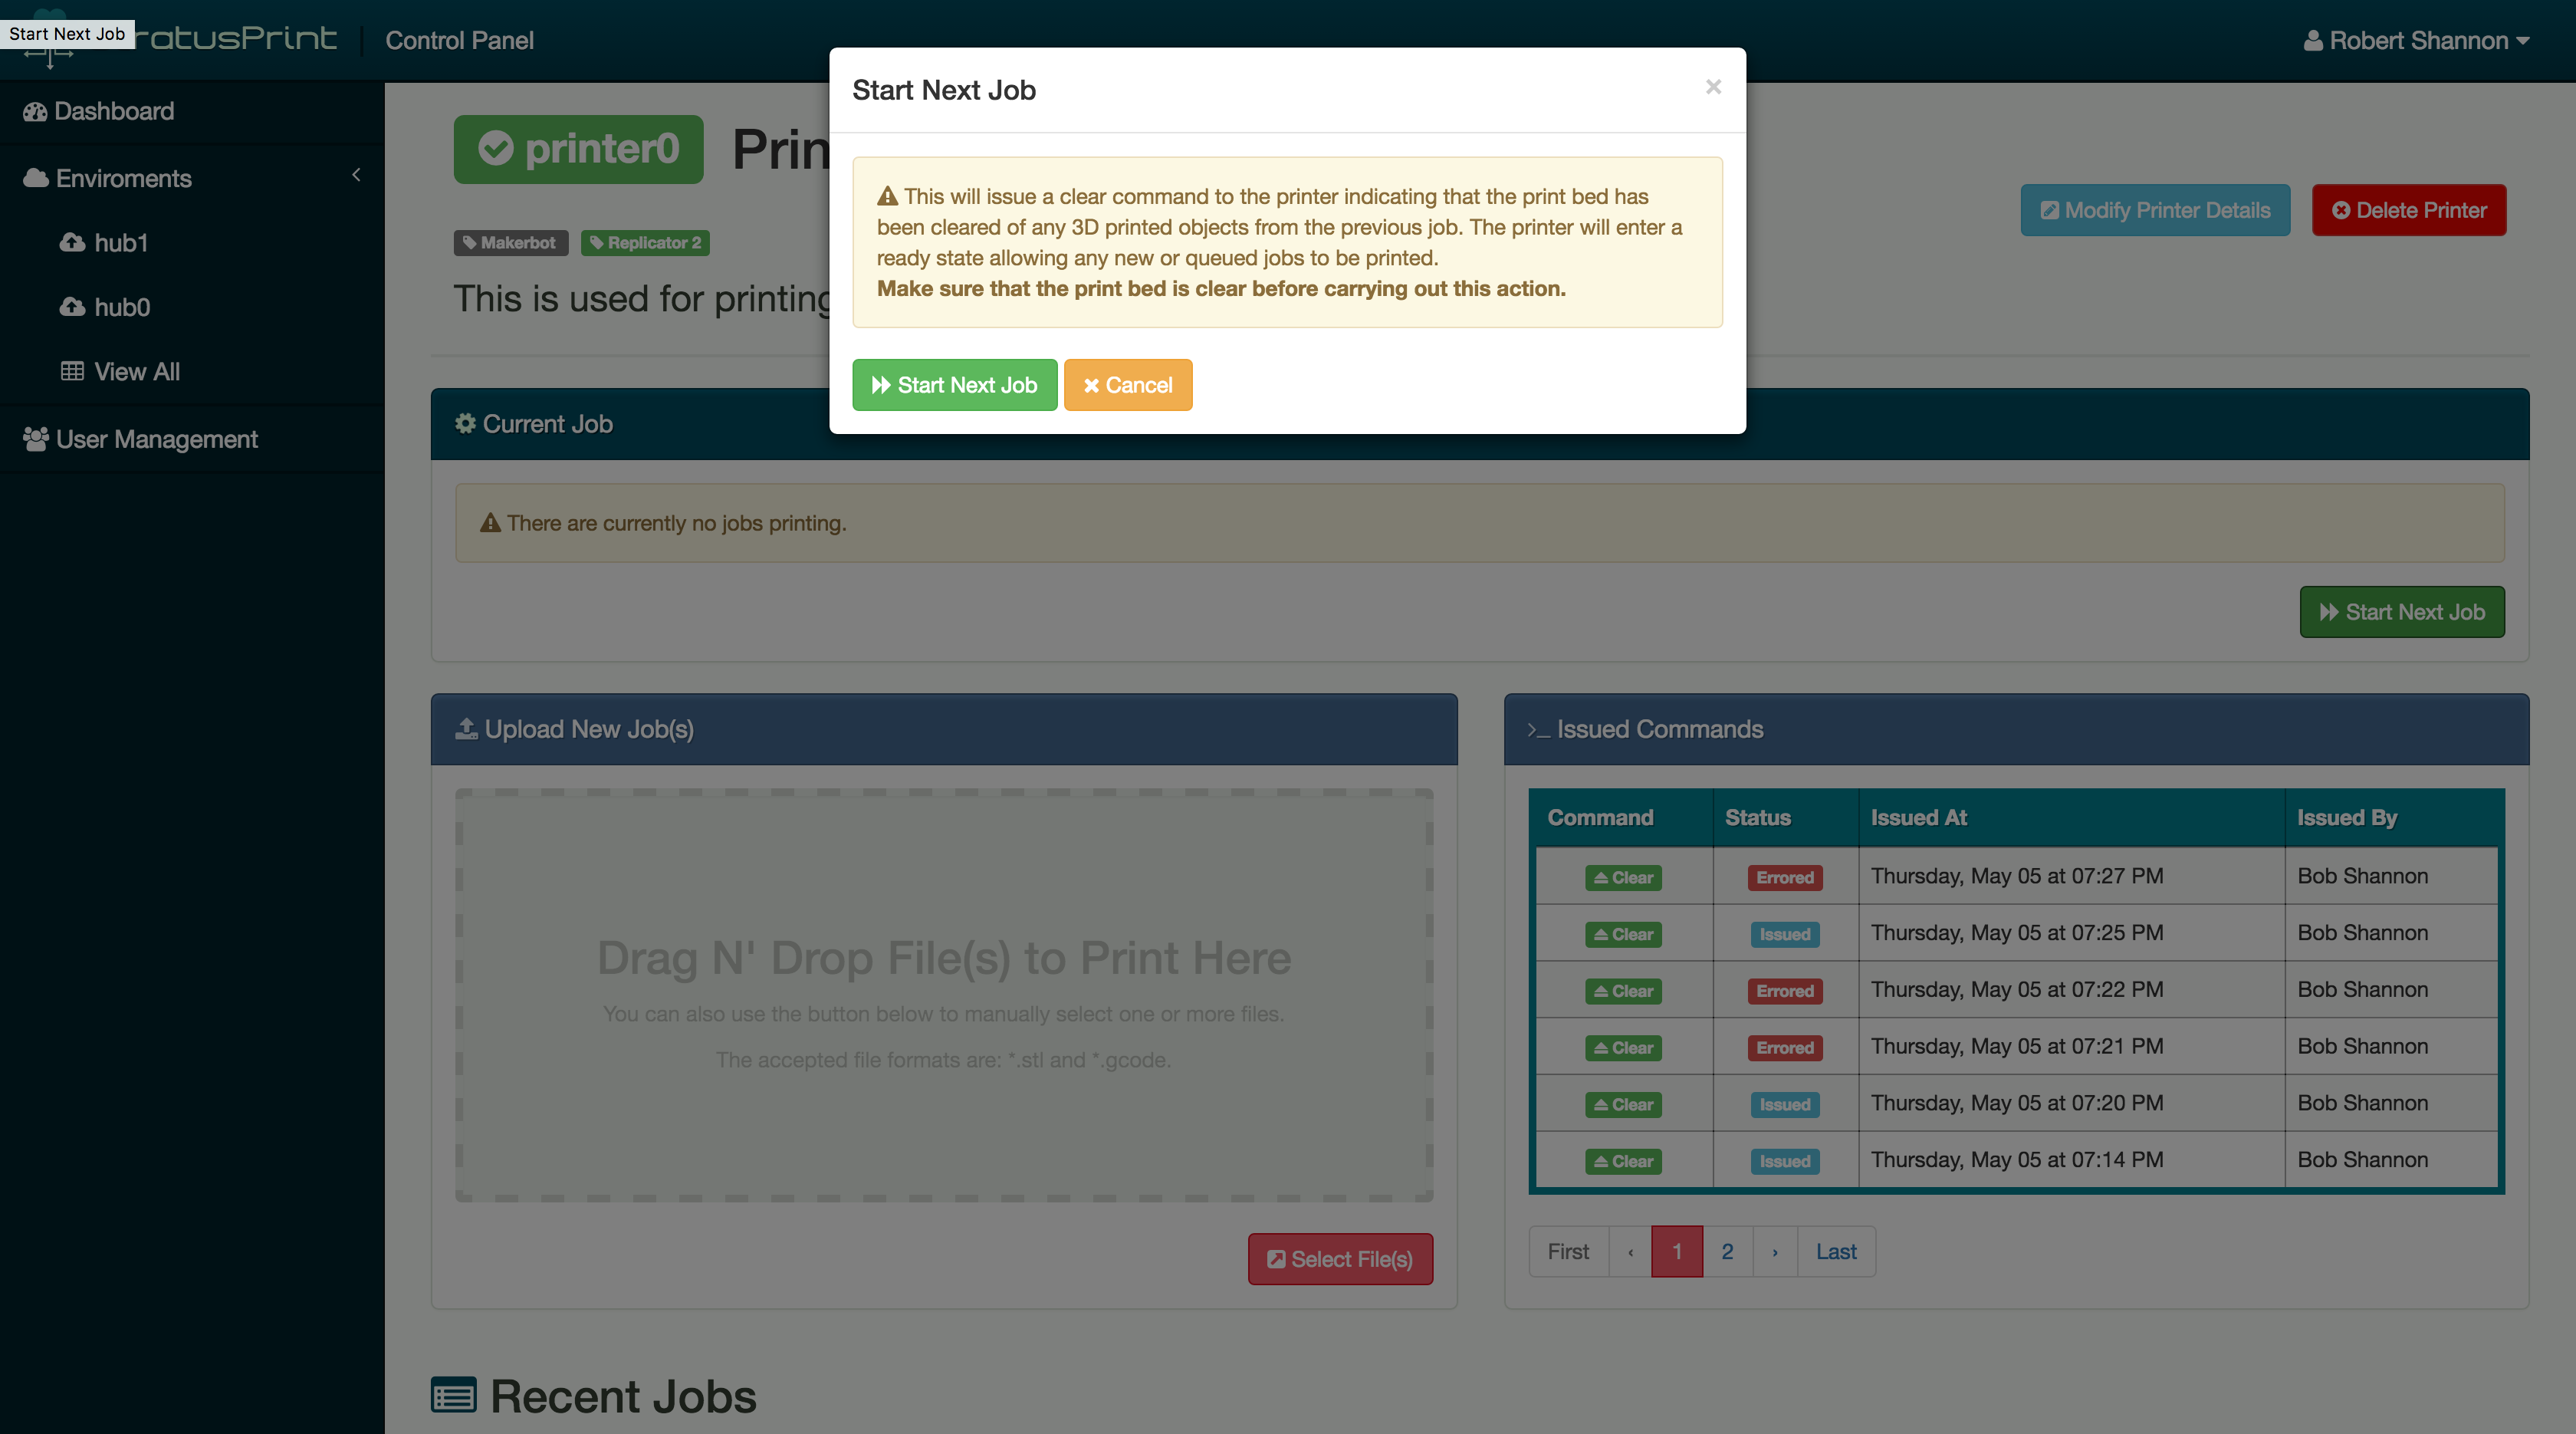 Start Next Job
ratusPrint
Control Panel
Robert Shannon
Dashboard
Enviroments
hub1
hub0
View All
User Management
printer0
Prin
Makerbot
Replicator 2
This is used for printing
Modify Printer Details
Delete Printer
Start Next Job
×
This will issue a clear command to the printer indicating that the print bed has
been cleared of any 3D printed objects from the previous job. The printer will enter a
ready state allowing any new or queued jobs to be printed.
Make sure that the print bed is clear before carrying out this action.
Start Next Job
Cancel
Current Job
There are currently no jobs printing.
Start Next Job
Upload New Job(s)
Drag N' Drop File(s) to Print Here
You can also use the button below to manually select one or more files.
The accepted file formats are: *.stl and *.gcode.
Select File(s)
Issued Commands
Command Status Issued At Issued By
Clear Errored Thursday, May 05 at 07:27 PM Bob Shannon
Clear Issued Thursday, May 05 at 07:25 PM Bob Shannon
Clear Errored Thursday, May 05 at 07:22 PM Bob Shannon
Clear Errored Thursday, May 05 at 07:21 PM Bob Shannon
Clear Issued Thursday, May 05 at 07:20 PM Bob Shannon
Clear Issued Thursday, May 05 at 07:14 PM Bob Shannon
First ‹ 1 2 › Last
Recent Jobs